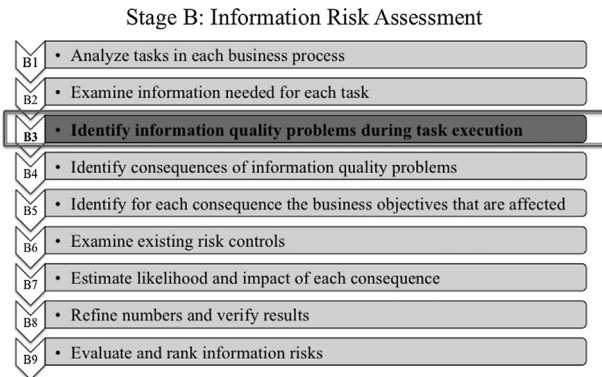 Stage B: Information Risk Assessment
B1 • Analyze tasks in each business process
B2 • Examine information needed for each task
B3 • Identify information quality problems during task execution
B4 • Identify consequences of information quality problems
B5 • Identify for each consequence the business objectives that are affected
B6 • Examine existing risk controls
B7 • Estimate likelihood and impact of each consequence
B8 • Refine numbers and verify results
B9 • Evaluate and rank information risks